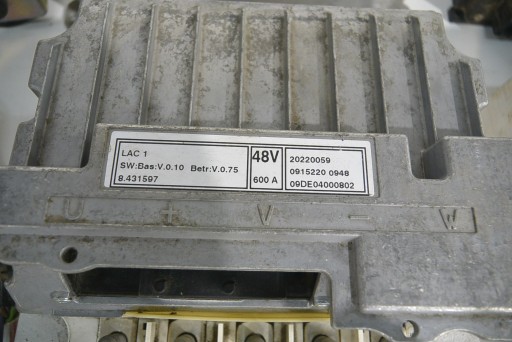 LAC 1
SW:Bas:V.0.10 Betr:V.0.75
8.431597
48V
600 A
20220059
0915220 0948
09DE04000802
U + V - W